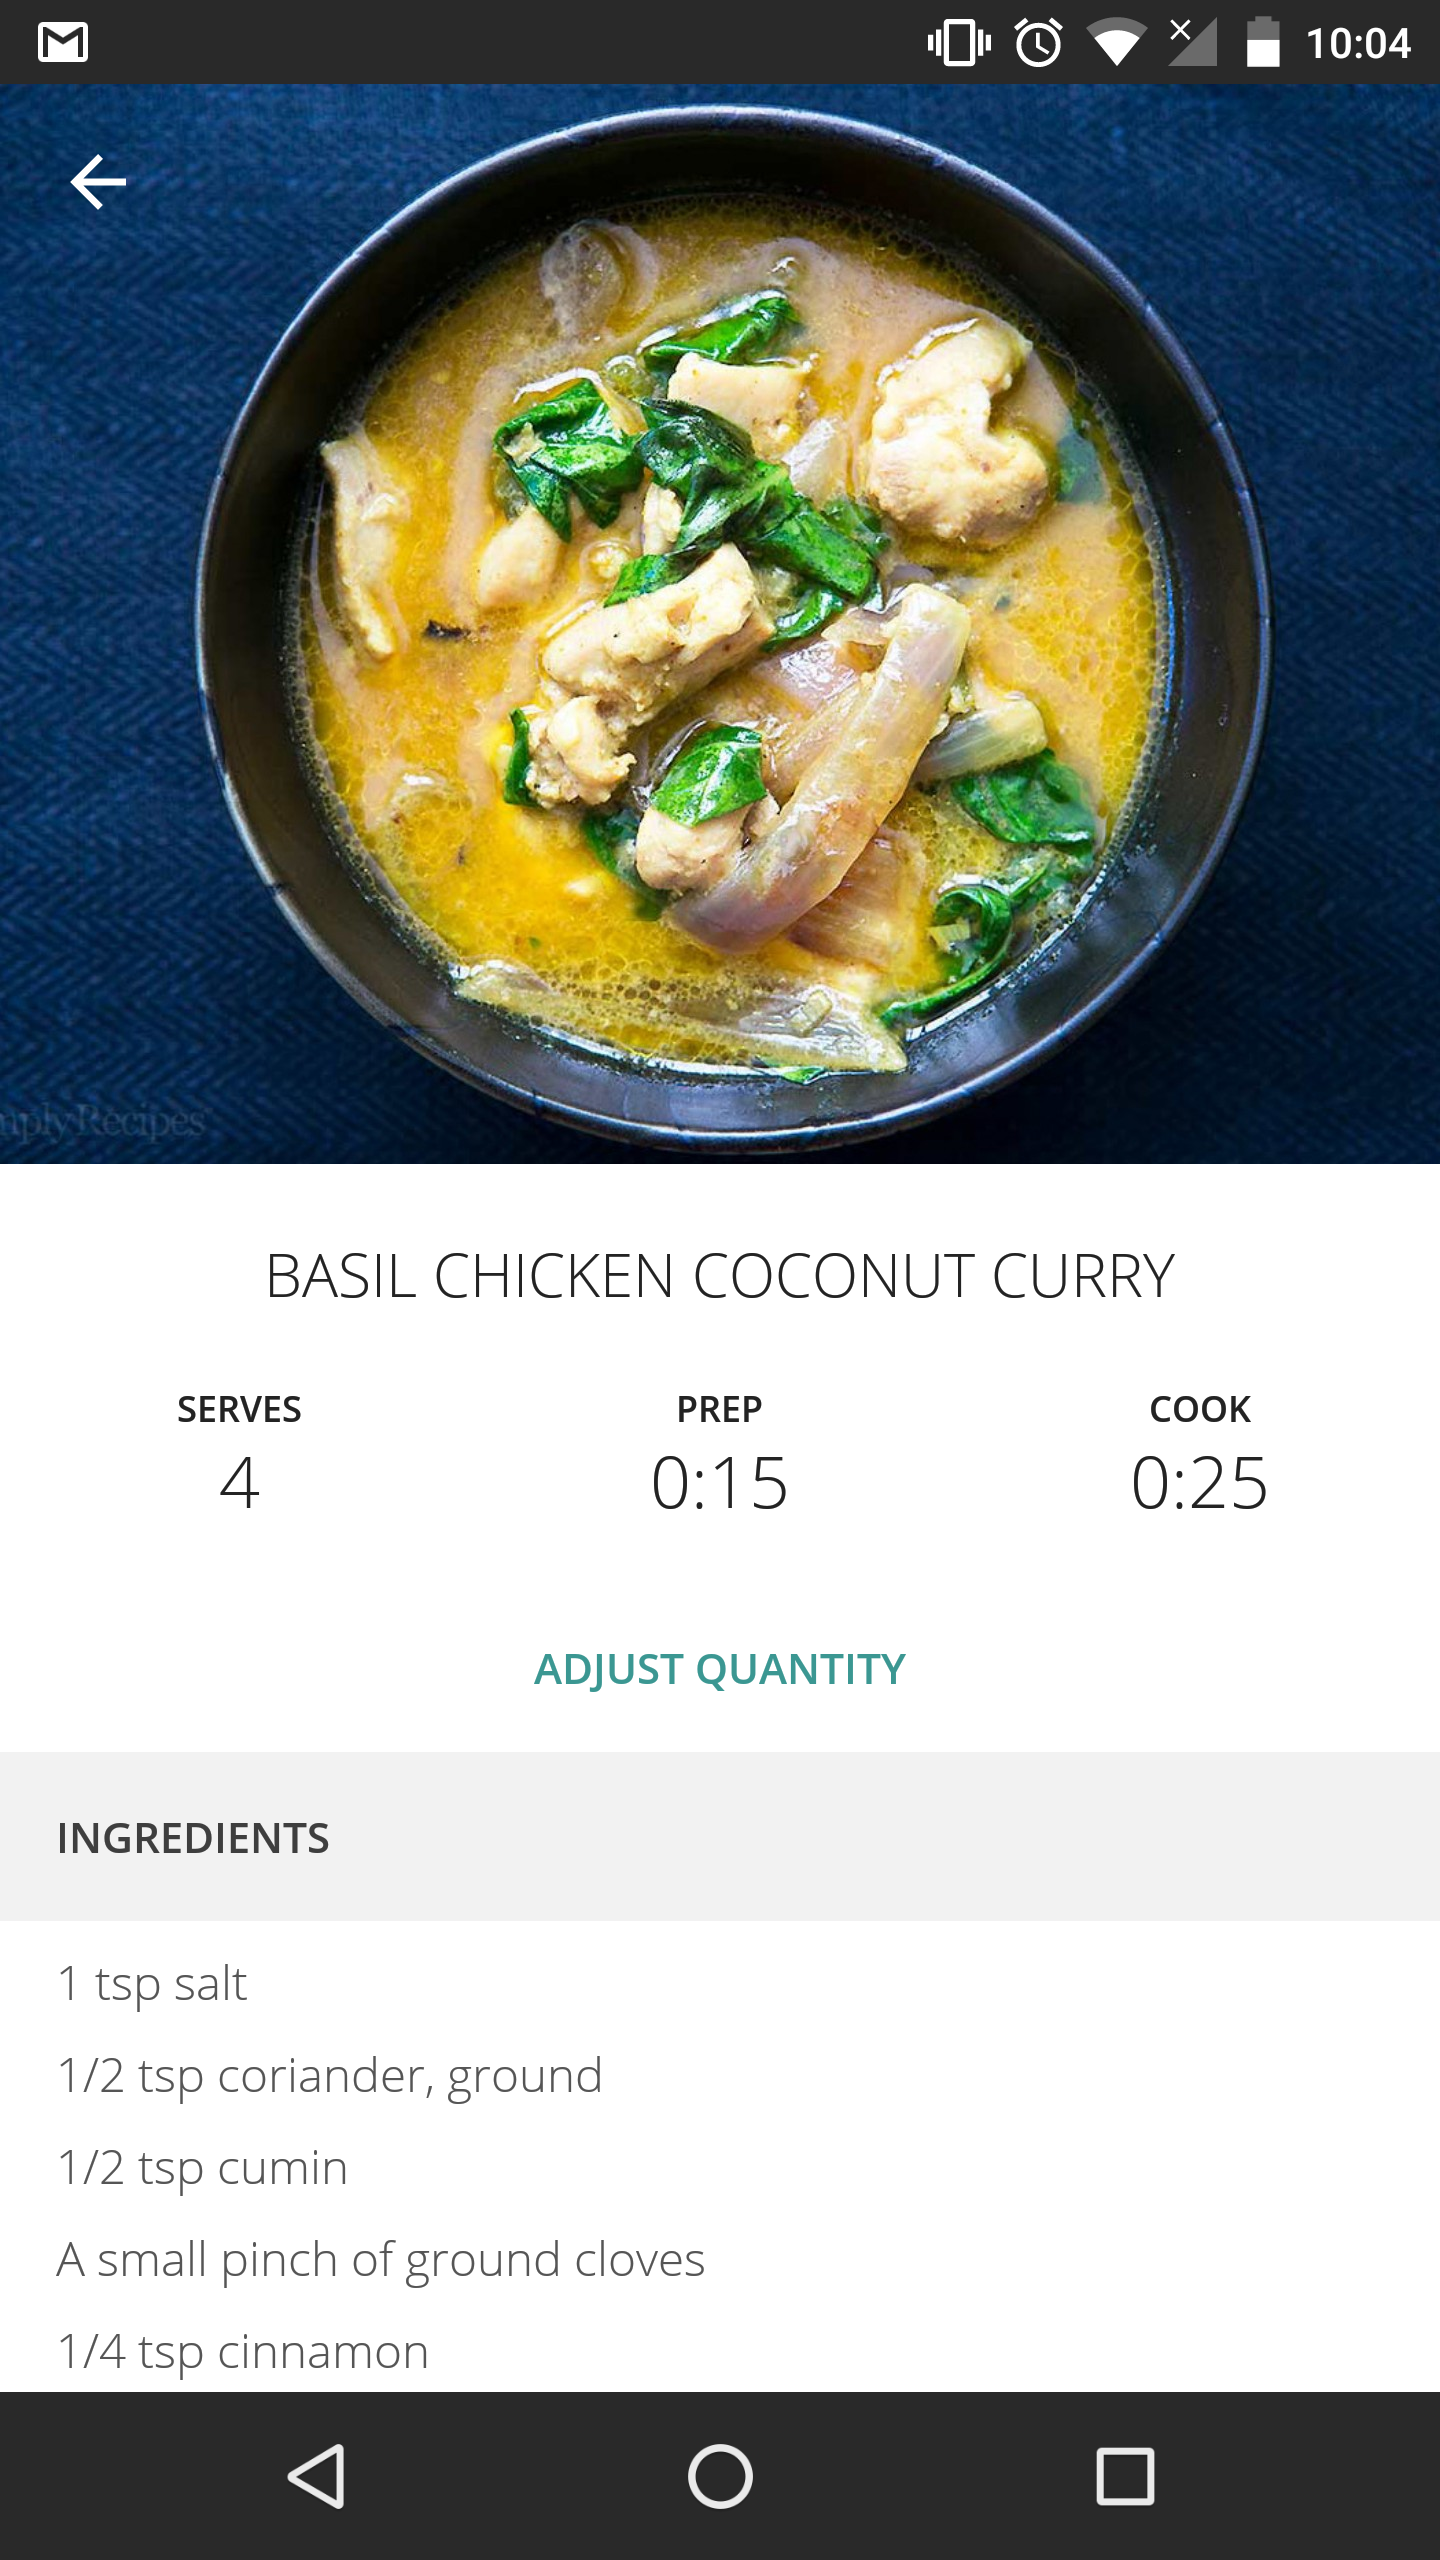 10:04
mplyRecipes
BASIL CHICKEN COCONUT CURRY
SERVES PREP COOK
4 0:15 0:25
ADJUST QUANTITY
INGREDIENTS
1 tsp salt
1/2 tsp coriander, ground
1/2 tsp cumin
A small pinch of ground cloves
1/4 tsp cinnamon